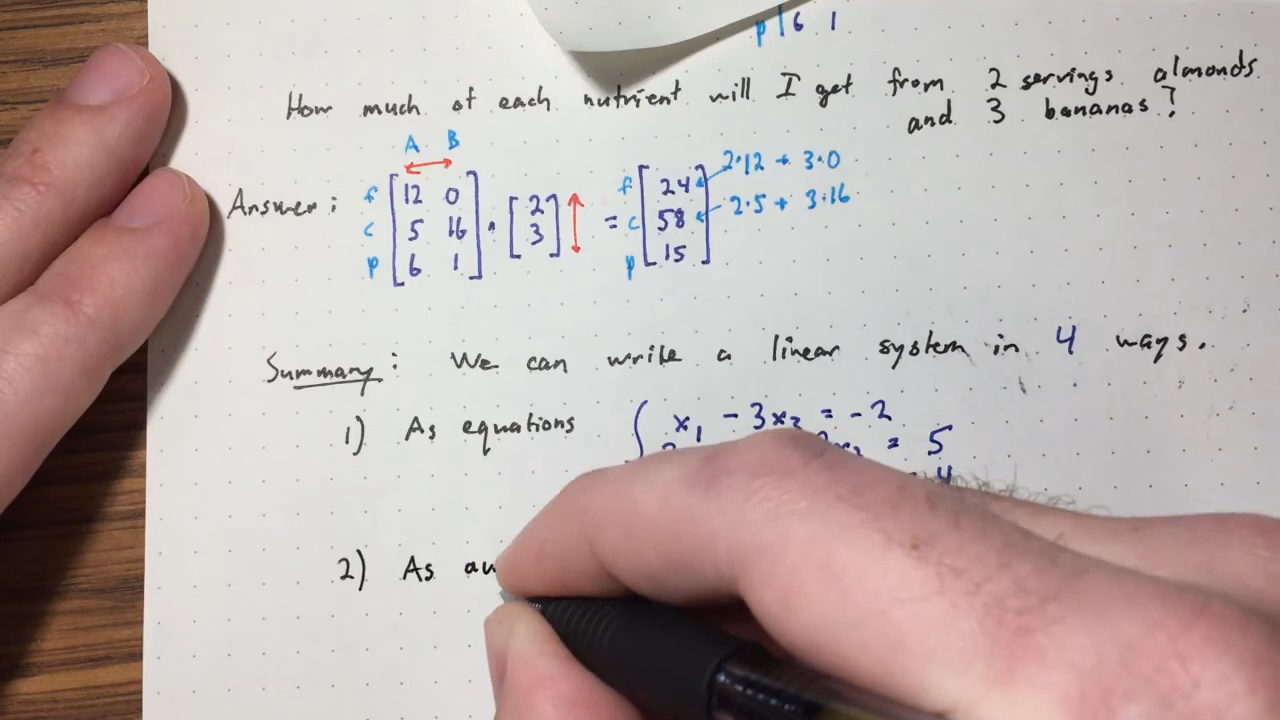 p | 6 1
How much of each nutrient will I get from 2 servings almonds
and 3 bananas?
A B
Answer: f [12 0] · [2] = f [24] 2·12 + 3·0
c [5 16] [3] c [58] 2·5 + 3·16
p [6 1] p [15]
Summary: We can write a linear system in 4 ways.
1) As equations { x₁ - 3x₂ = -2
= 5
4
2) As au